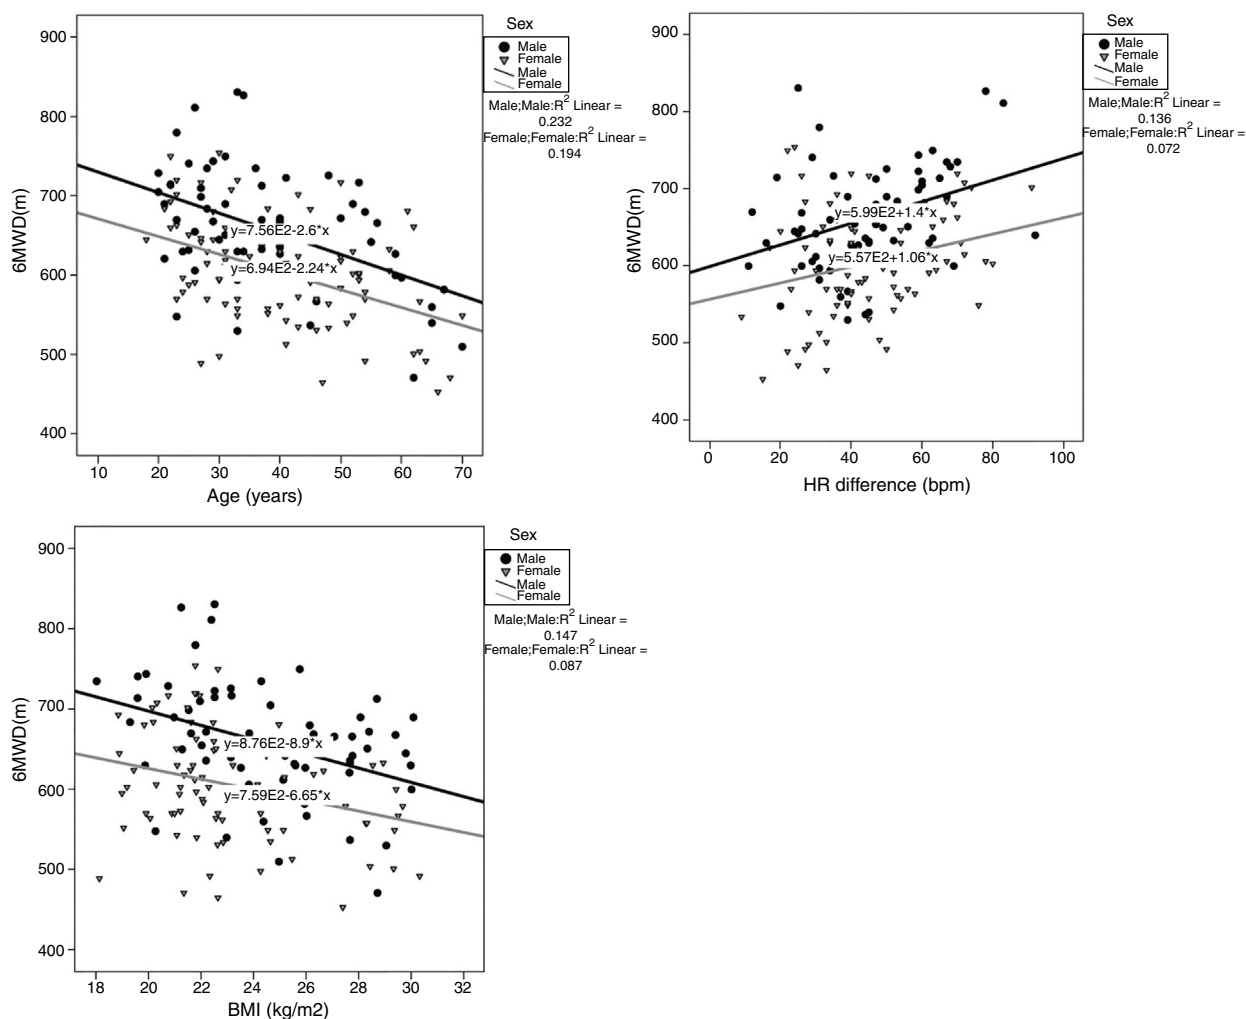 Sex
Male
Female
Male
Female
Male;Male:R2 Linear =
0.232
Female;Female:R2 Linear =
0.194
900
800
700
600
500
400
6MWD(m)
y=7.56E2-2.6*x
y=6.94E2-2.24*x
10 20 30 40 50 60 70
Age (years)
Sex
Male
Female
Male
Female
Male;Male:R2 Linear =
0.136
Female;Female:R2 Linear =
0.072
900
800
700
600
500
400
6MWD(m)
y=5.99E2+1.4*x
y=5.57E2+1.06*x
0 20 40 60 80 100
HR difference (bpm)
Sex
Male
Female
Male
Female
Male;Male:R2 Linear =
0.147
Female;Female:R2 Linear =
0.087
900
800
700
600
500
400
6MWD(m)
y=8.76E2-8.9*x
y=7.59E2-6.65*x
18 20 22 24 26 28 30 32
BMI (kg/m2)